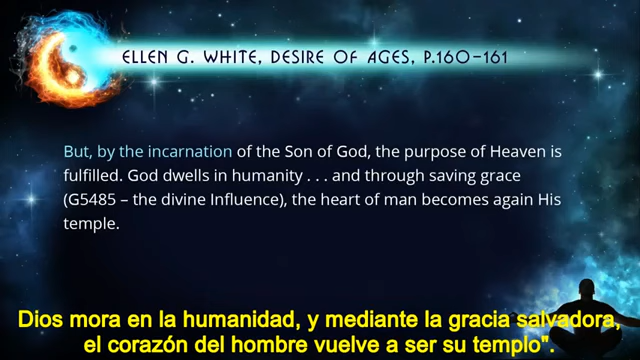 ELLEN G. WHITE, DESIRE OF AGES, P.160–161
But, by the incarnation of the Son of God, the purpose of Heaven is
fulfilled. God dwells in humanity . . . and through saving grace
(G5485 – the divine Influence), the heart of man becomes again His
temple.
Dios mora en la humanidad, y mediante la gracia salvadora,
el corazón del hombre vuelve a ser su templo".